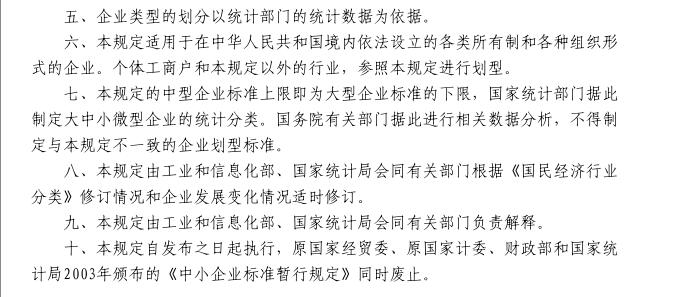 五、企业类型的划分以统计部门的统计数据为依据。
六、本规定适用于在中华人民共和国境内依法设立的各类所有制和各种组织形
式的企业。个体工商户和本规定以外的行业，参照本规定进行划型。
七、本规定的中型企业标准上限即为大型企业标准的下限，国家统计部门据此
制定大中小微型企业的统计分类。国务院有关部门据此进行相关数据分析，不得制
定与本规定不一致的企业划型标准。
八、本规定由工业和信息化部、国家统计局会同有关部门根据《国民经济行业
分类》修订情况和企业发展变化情况适时修订。
九、本规定由工业和信息化部、国家统计局会同有关部门负责解释。
十、本规定自发布之日起执行，原国家经贸委、原国家计委、财政部和国家统
计局2003年颁布的《中小企业标准暂行规定》同时废止。